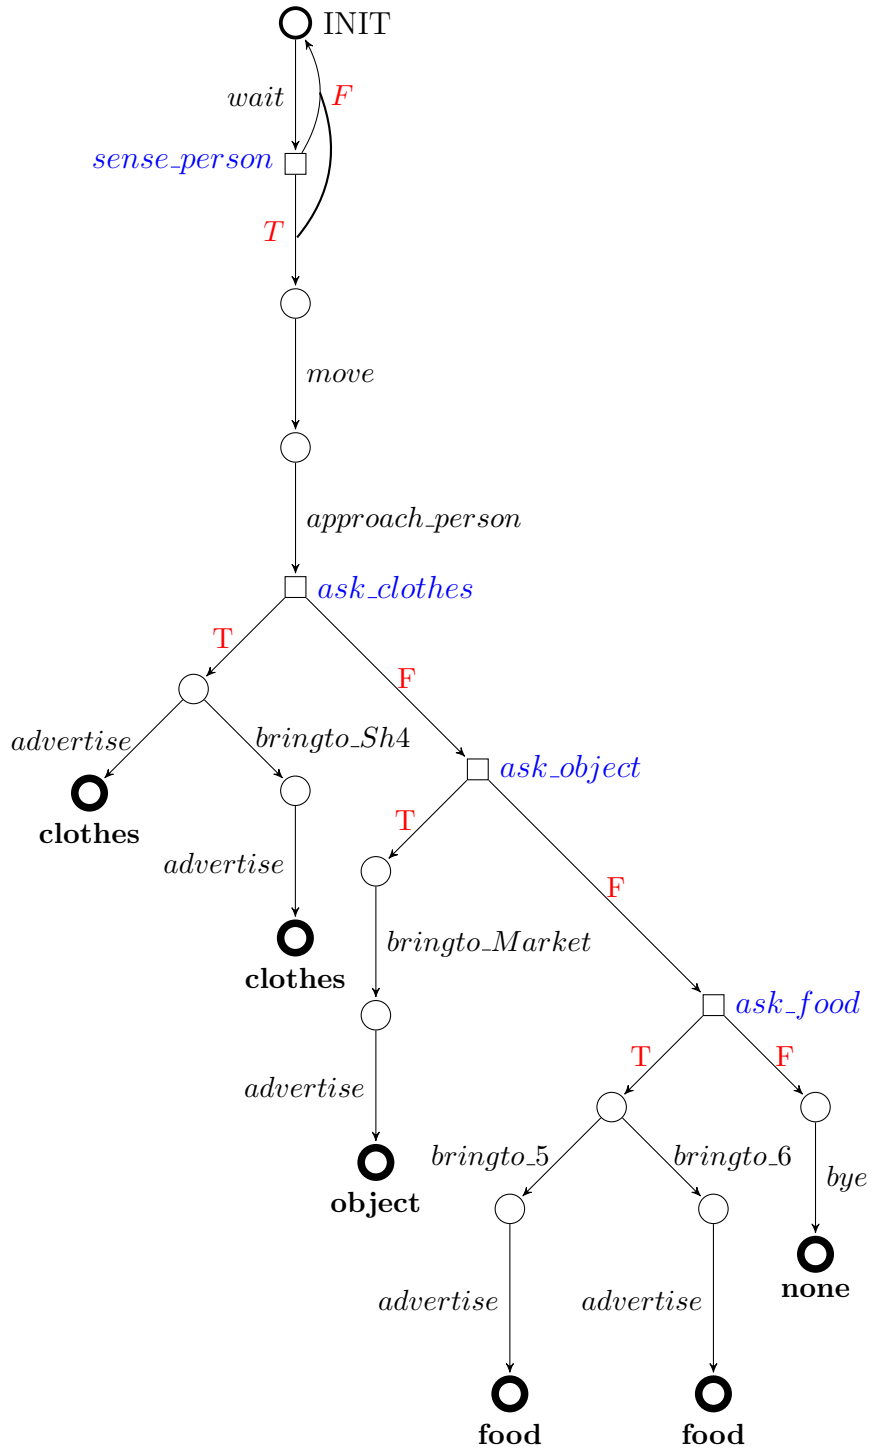 INIT
wait
F
sense_person
T
move
approach_person
ask_clothes
T
F
advertise
bringto_Sh4
ask_object
clothes
T
advertise
F
bringto_Market
clothes
ask_food
T
F
advertise
bringto_5
bringto_6
bye
object
none
advertise
advertise
food
food